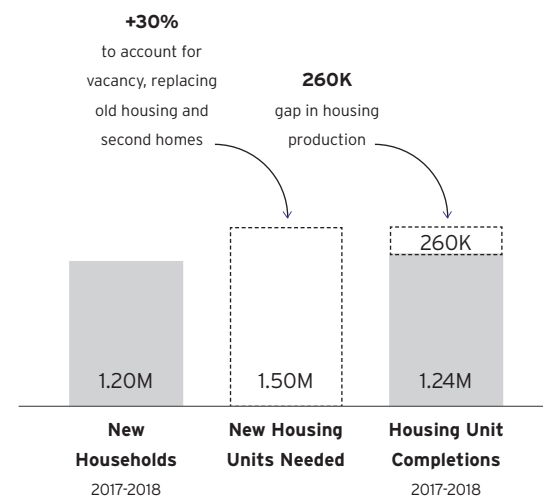 +30%
to account for
vacancy, replacing
old housing and
second homes
260K
gap in housing
production
260K
1.20M
1.50M
1.24M
New
Households
2017-2018
New Housing
Units Needed
Housing Unit
Completions
2017-2018